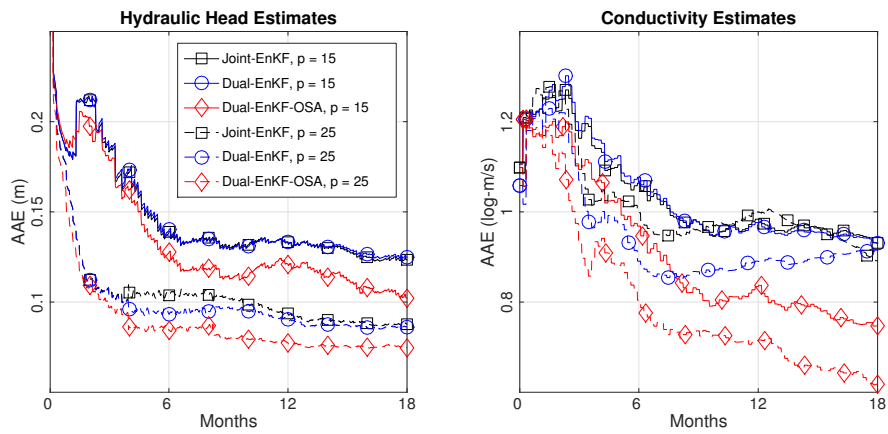 Hydraulic Head Estimates
AAE (m)
0.2
0.15
0.1
0
6
12
18
Months
Joint-EnKF, p = 15
Dual-EnKF, p = 15
Dual-EnKF-OSA, p = 15
Joint-EnKF, p = 25
Dual-EnKF, p = 25
Dual-EnKF-OSA, p = 25
Conductivity Estimates
AAE (log-m/s)
1.2
1
0.8
0
6
12
18
Months